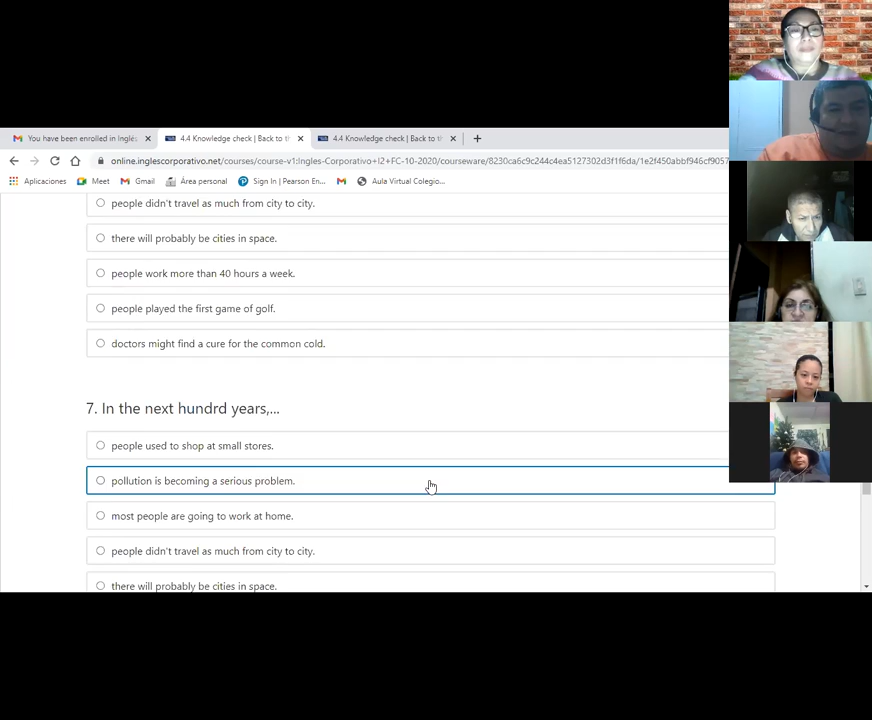 You have been enrolled in Inglés
4.4 Knowledge check | Back to th
4.4 Knowledge check | Back to th
online.inglescorporativo.net/courses/course-v1:Ingles-Corporativo+i2+FC-10-2020/courseware/8230ca6c9c244c4ea5127302d3f1f6da/1e2f450abbf946cf9057
Aplicaciones
Meet
Gmail
Área personal
Sign In | Pearson En...
Aula Virtual Colegio...
people didn't travel as much from city to city.
there will probably be cities in space.
people work more than 40 hours a week.
people played the first game of golf.
doctors might find a cure for the common cold.
7. In the next hundrd years,...
people used to shop at small stores.
pollution is becoming a serious problem.
most people are going to work at home.
people didn't travel as much from city to city.
there will probably be cities in space.